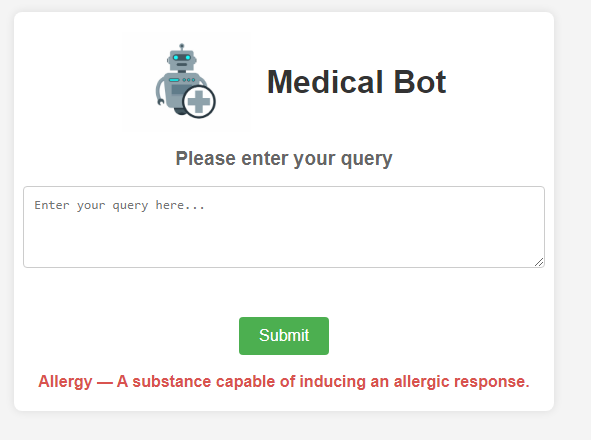 Medical Bot
Please enter your query
Enter your query here...
Submit
Allergy — A substance capable of inducing an allergic response.